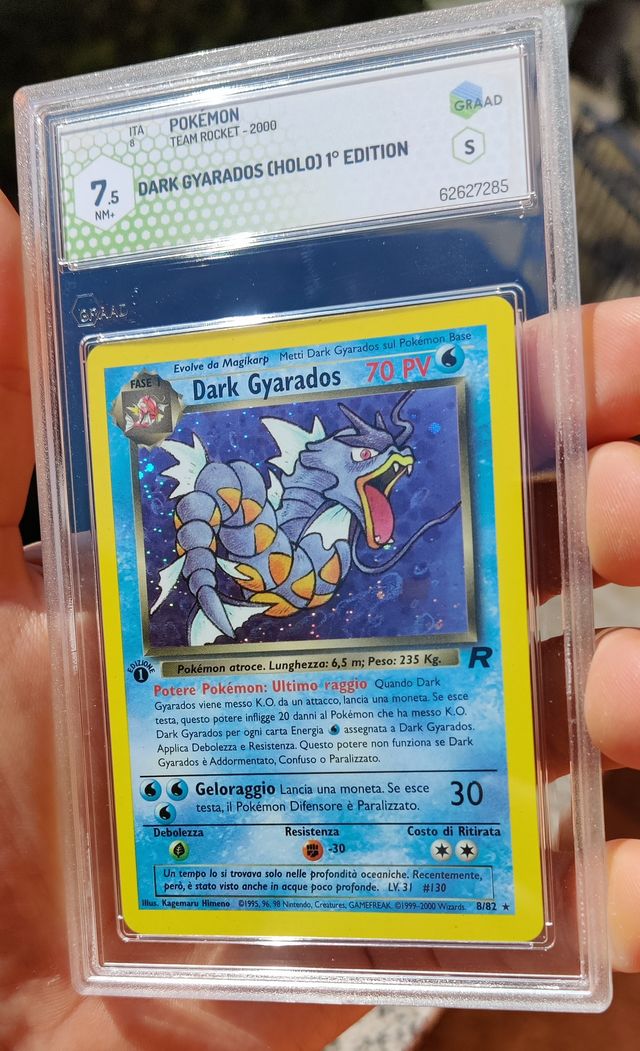 ITA
8
POKÉMON
TEAM ROCKET - 2000
GRAAD
7.5
NM+
DARK GYARADOS (HOLO) 1° EDITION
S
62627285
GRAAD
Evolve da Magikarp Metti Dark Gyarados sul Pokémon Base
FASE 1
Dark Gyarados 70 PV
EDIZIONE
1
Pokémon atroce. Lunghezza: 6,5 m; Peso: 235 Kg.
R
Potere Pokémon: Ultimo raggio Quando Dark
Gyarados viene messo K.O. da un attacco, lancia una moneta. Se esce
testa, questo potere infligge 20 danni al Pokémon che ha messo K.O.
Dark Gyarados per ogni carta Energia assegnata a Dark Gyarados.
Applica Debolezza e Resistenza. Questo potere non funziona se Dark
Gyarados è Addormentato, Confuso o Paralizzato.
Geloraggio Lancia una moneta. Se esce
testa, il Pokémon Difensore è Paralizzato.
30
Debolezza Resistenza Costo di Ritirata
-30
Un tempo lo si trovava solo nelle profondità oceaniche. Recentemente,
però, è stato visto anche in acque poco profonde. LV. 31 #130
Illus. Kagemaru Himeno ©1995, 96, 98 Nintendo, Creatures, GAMEFREAK. ©1999-2000 Wizards. 8/82 ★